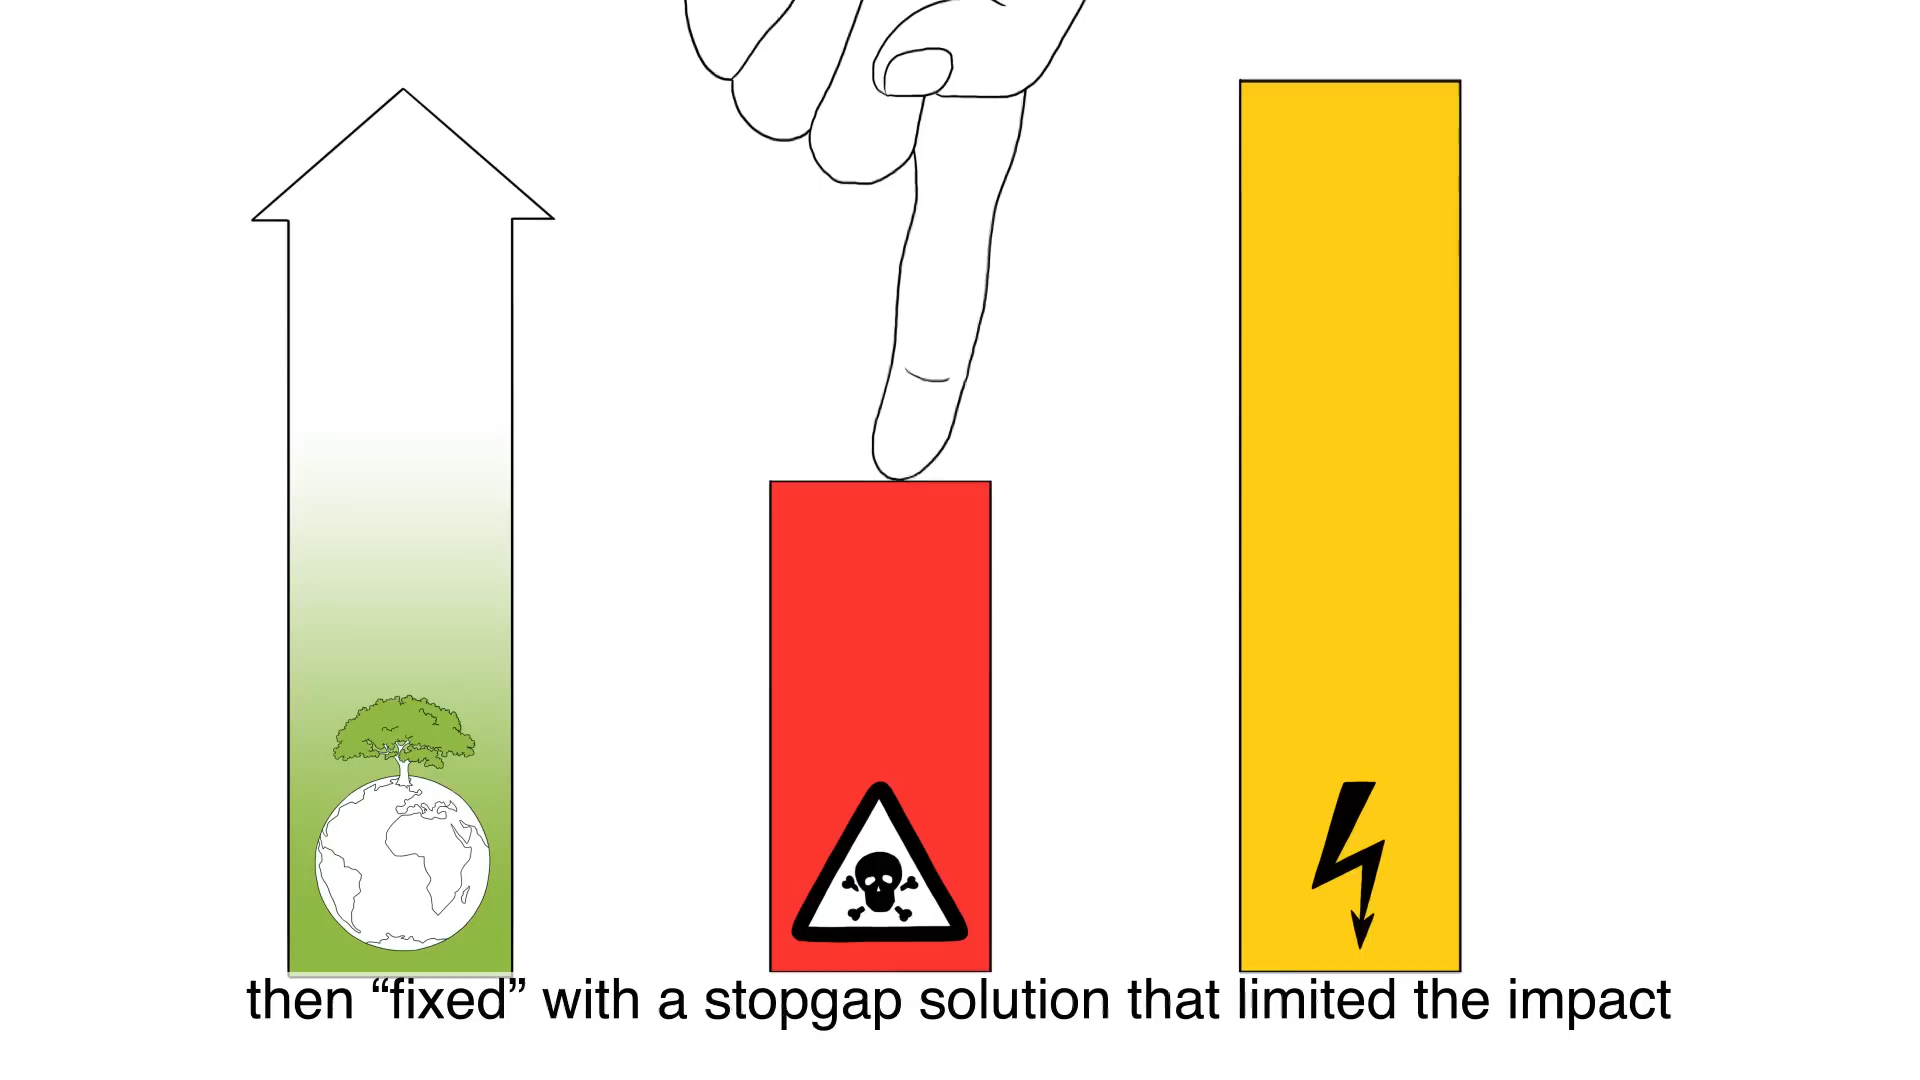 then “fixed” with a stopgap solution that limited the impact